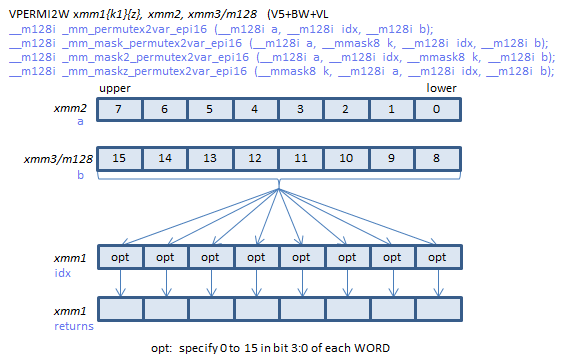 VPERMI2W xmm1{k1}{z}, xmm2, xmm3/m128 (V5+BW+VL
__m128i _mm_permutex2var_epi16 (__m128i a, __m128i idx, __m128i b);
__m128i _mm_mask_permutex2var_epi16 (__m128i a, __mmask8 k, __m128i idx, __m128i b);
__m128i _mm_mask2_permutex2var_epi16 (__m128i a, __m128i idx, __mmask8 k, __m128i b);
__m128i _mm_maskz_permutex2var_epi16 (__mmask8 k, __m128i a, __m128i idx, __m128i b);
upper lower
xmm2 7 6 5 4 3 2 1 0
a
xmm3/m128 15 14 13 12 11 10 9 8
b
xmm1 opt opt opt opt opt opt opt opt
idx
xmm1
returns
opt: specify 0 to 15 in bit 3:0 of each WORD